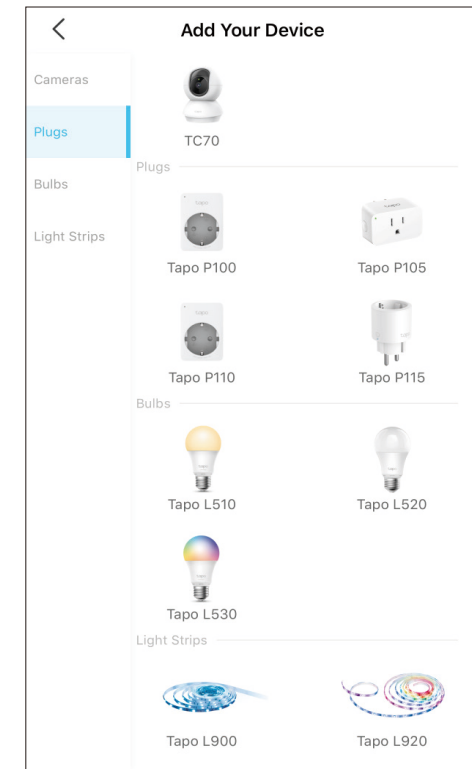 Add Your Device
Cameras
Plugs
Bulbs
Light Strips
TC70
Plugs
Tapo P100
Tapo P105
Tapo P110
Tapo P115
Bulbs
Tapo L510
Tapo L520
Tapo L530
Light Strips
Tapo L900
Tapo L920